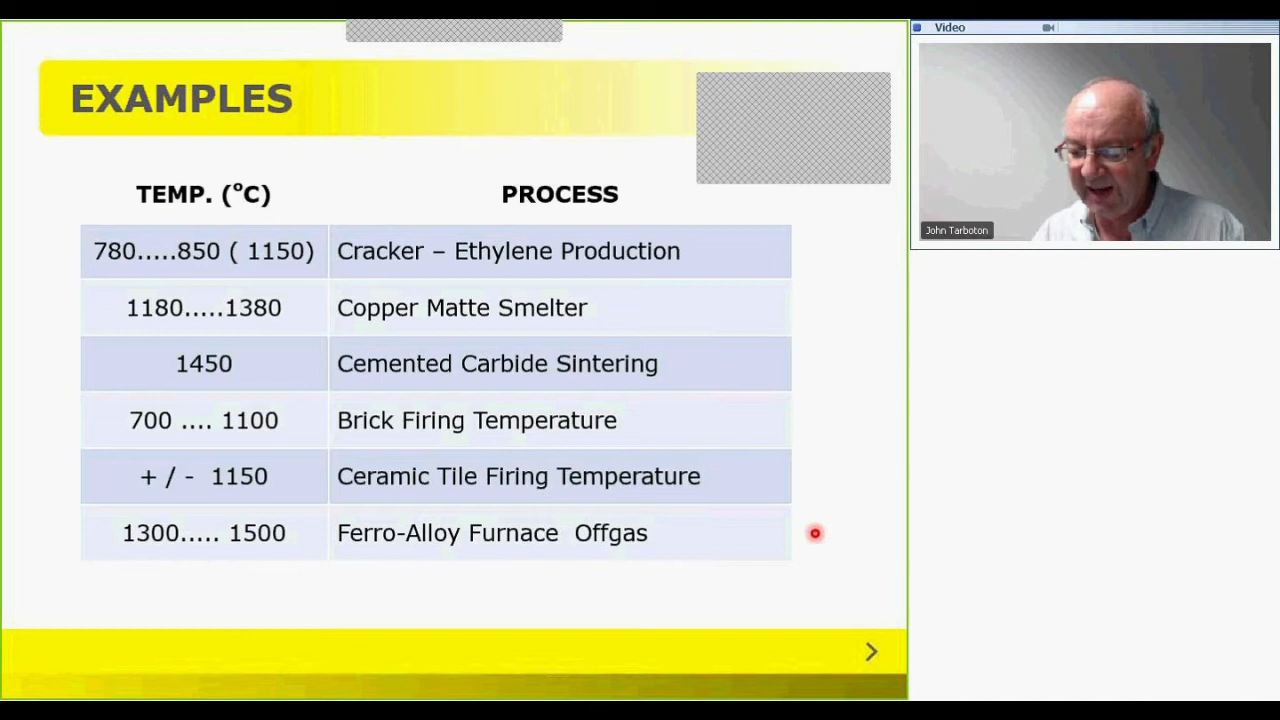 Video
EXAMPLES
TEMP. (°C) PROCESS
780.....850 ( 1150) Cracker – Ethylene Production
1180.....1380 Copper Matte Smelter
1450 Cemented Carbide Sintering
700 .... 1100 Brick Firing Temperature
+ / - 1150 Ceramic Tile Firing Temperature
1300..... 1500 Ferro-Alloy Furnace Offgas
John Tarboton